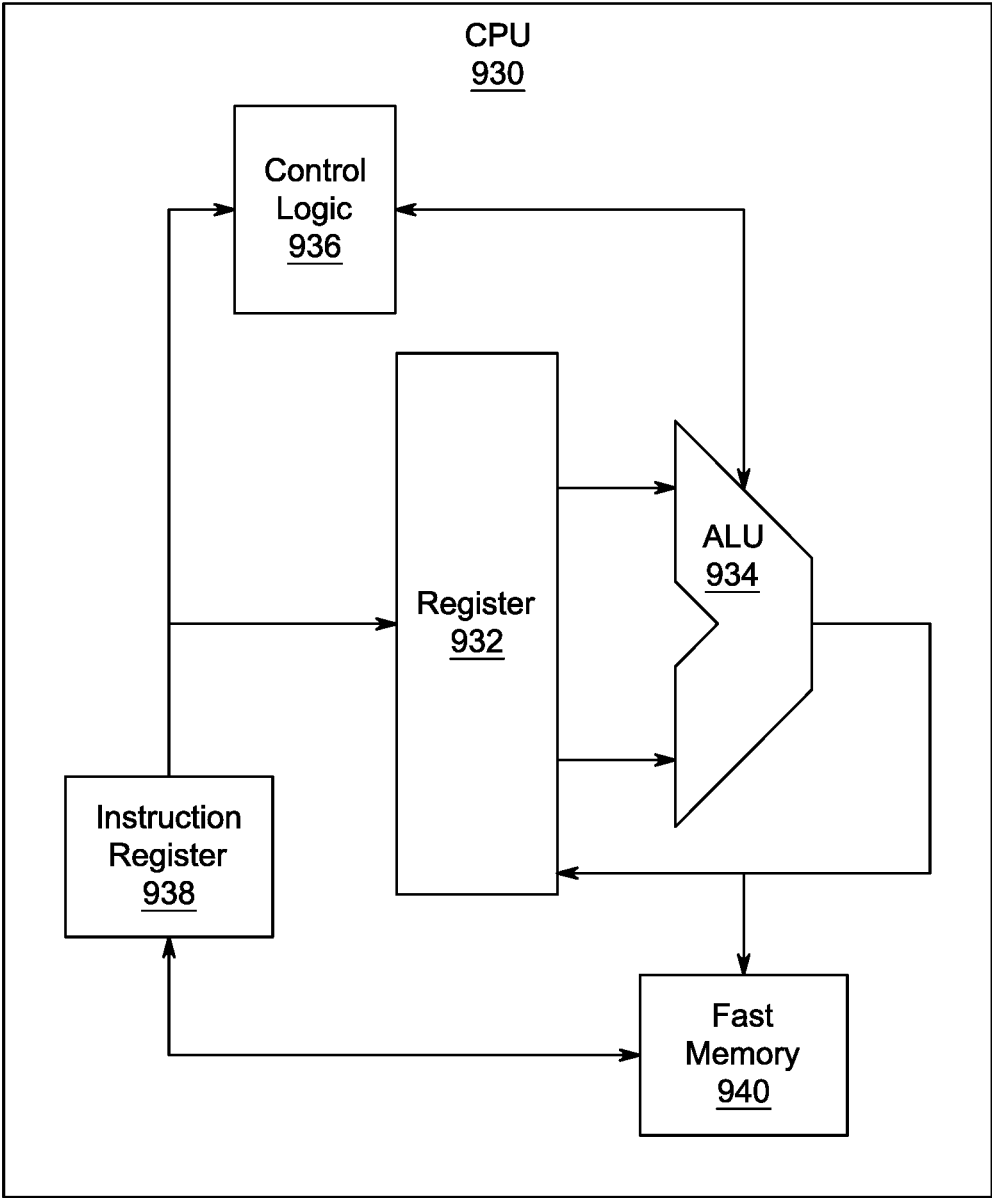 CPU
930
Control
Logic
936
ALU
934
Register
932
Instruction
Register
938
Fast
Memory
940